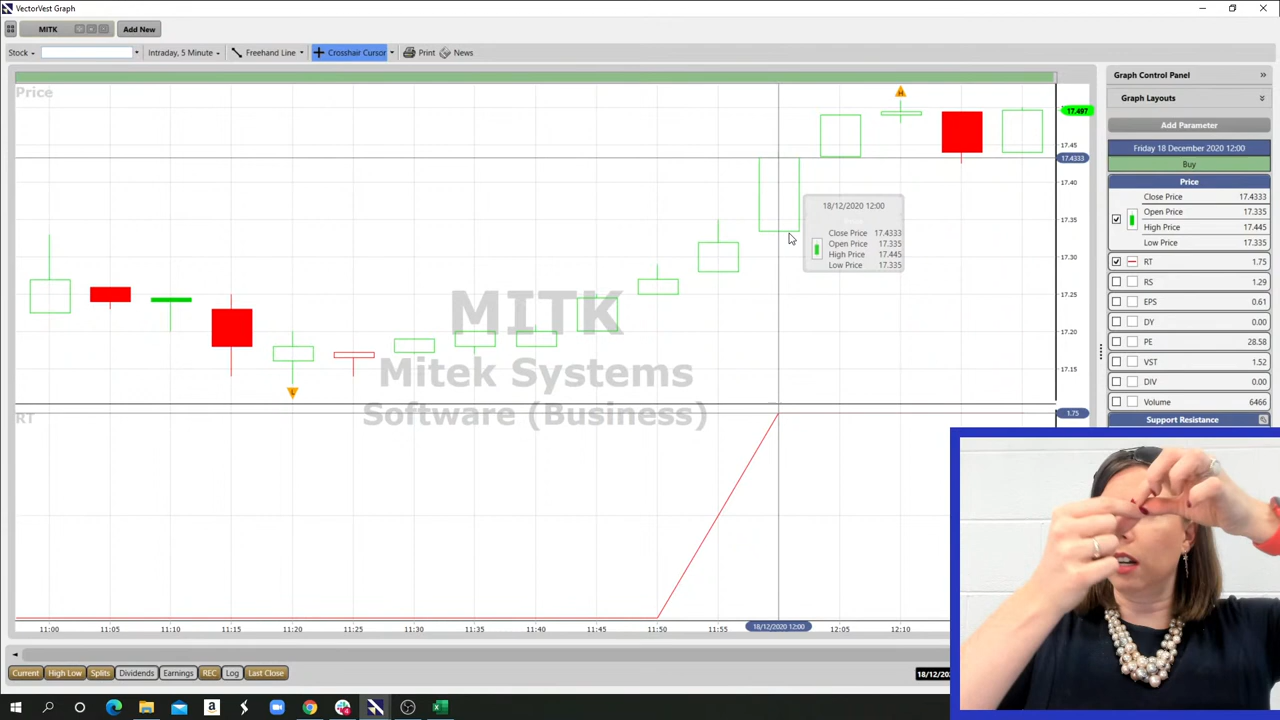 VectorVest Graph
MITK
Add New
Stock
Intraday, 5 Minute
Freehand Line
Crosshair Cursor
Print
News
Price
MITK
Mitek Systems
Software (Business)
RT
H
L
18/12/2020 12:00
Price
Close Price 17.4333
Open Price 17.335
High Price 17.445
Low Price 17.335
17.497
17.45
17.4333
17.40
17.35
17.30
17.25
17.20
17.15
1.75
11:00 11:05 11:10 11:15 11:20 11:25 11:30 11:35 11:40 11:45 11:50 11:55 18/12/2020 12:00 12:05 12:10
Current
High Low
Splits
Dividends
Earnings
REC
Log
Last Close
18/12/20
Graph Control Panel
Graph Layouts
Add Parameter
Friday 18 December 2020 12:00
Buy
Price
Close Price 17.4333
Open Price 17.335
High Price 17.445
Low Price 17.335
RT 1.75
RS 1.29
EPS 0.61
DY 0.00
PE 28.58
VST 1.52
DIV 0.00
Volume 6466
Support Resistance